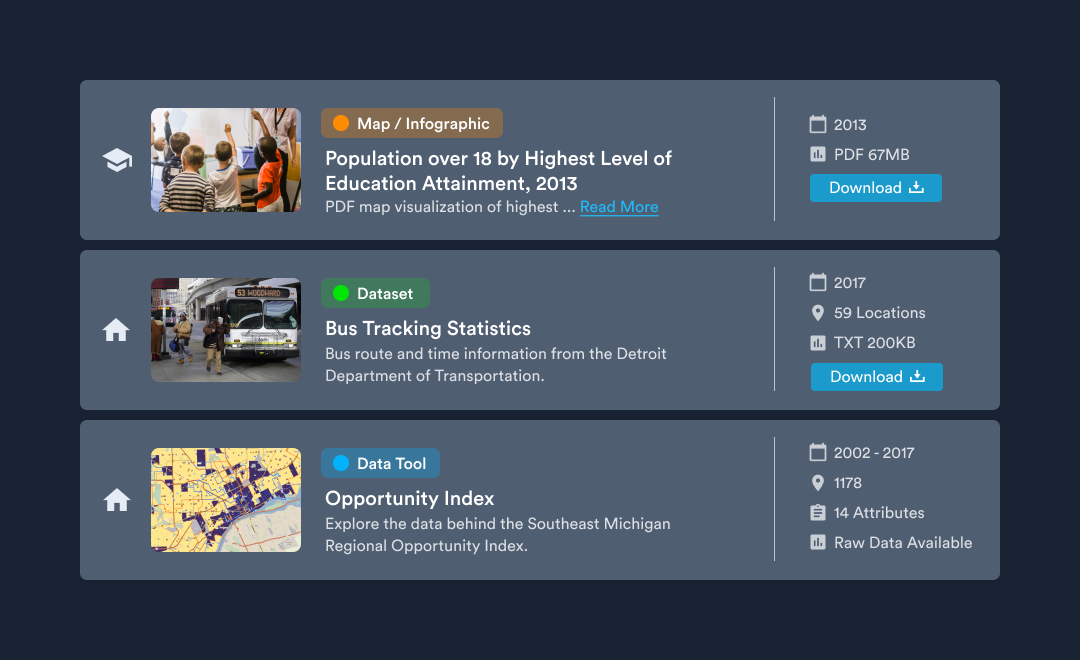 Map / Infographic
Population over 18 by Highest Level of
Education Attainment, 2013
PDF map visualization of highest ... Read More
2013
PDF 67MB
Download
53 WOODWARD
Dataset
Bus Tracking Statistics
Bus route and time information from the Detroit
Department of Transportation.
2017
59 Locations
TXT 200KB
Download
Data Tool
Opportunity Index
Explore the data behind the Southeast Michigan
Regional Opportunity Index.
2002 - 2017
1178
14 Attributes
Raw Data Available